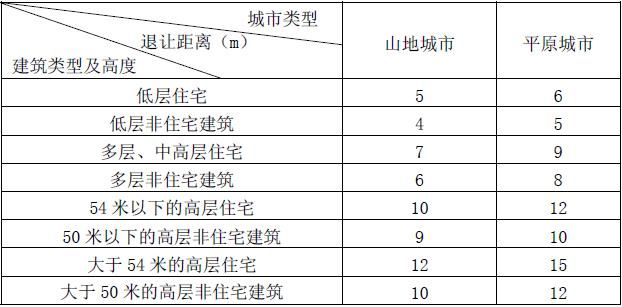 城市类型
退让距离（m）
建筑类型及高度
山地城市 平原城市
低层住宅 5 6
低层非住宅建筑 4 5
多层、中高层住宅 7 9
多层非住宅建筑 6 8
54 米以下的高层住宅 10 12
50 米以下的高层非住宅建筑 9 10
大于 54 米的高层住宅 12 15
大于 50 米的高层非住宅建筑 10 12